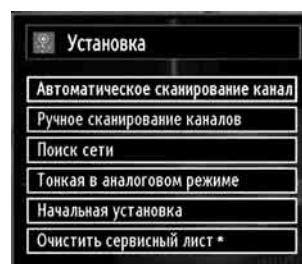 Установка
Автоматическое сканирование канал
Ручное сканирование каналов
Поиск сети
Тонкая в аналоговом режиме
Начальная установка
Очистить сервисный лист *